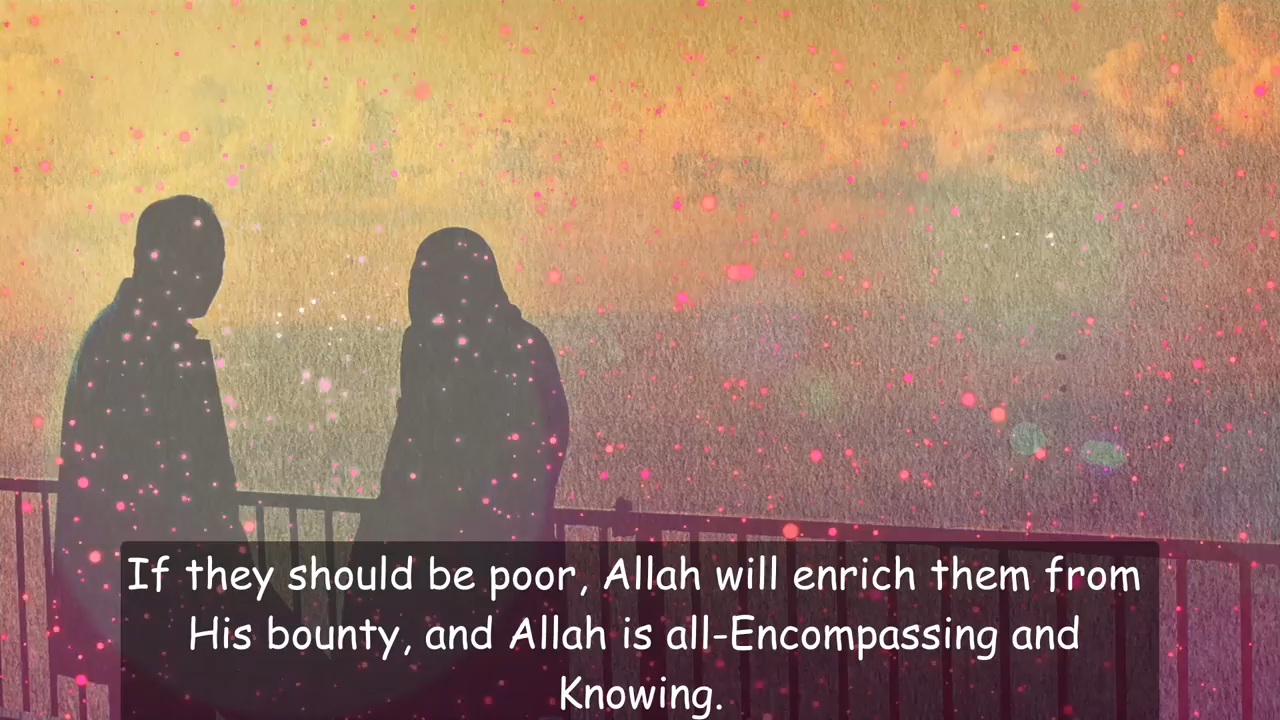 If they should be poor, Allah will enrich them from
His bounty, and Allah is all-Encompassing and
Knowing.